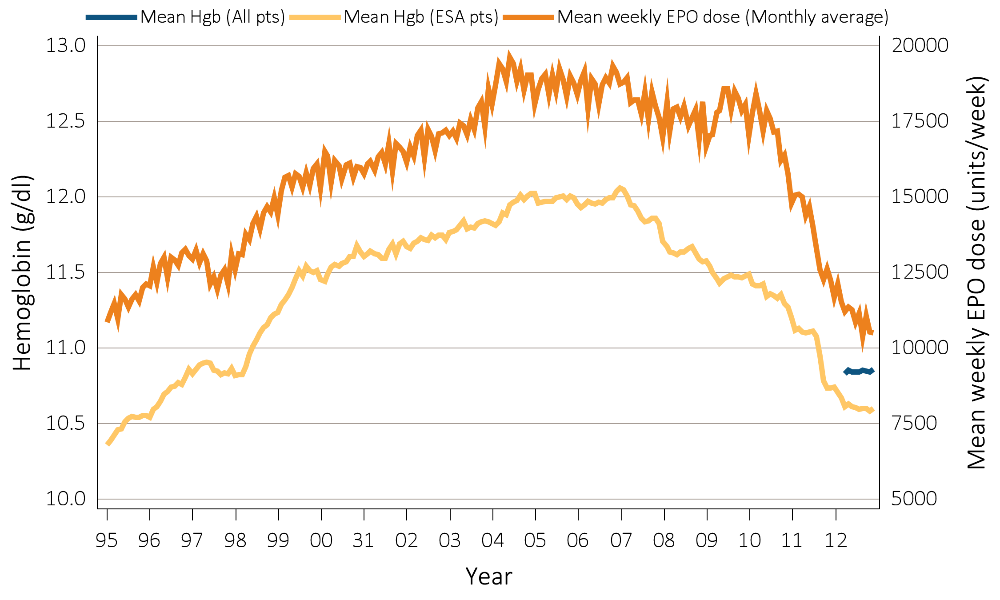 Mean Hgb (All pts) Mean Hgb (ESA pts) Mean weekly EPO dose (Monthly average)
Hemoglobin (g/dl)
13.0
12.5
12.0
11.5
11.0
10.5
10.0
20000
17500
15000
12500
10000
7500
5000
Mean weekly EPO dose (units/week)
95 96 97 98 99 00 31 02 03 04 05 06 07 08 09 10 11 12
Year